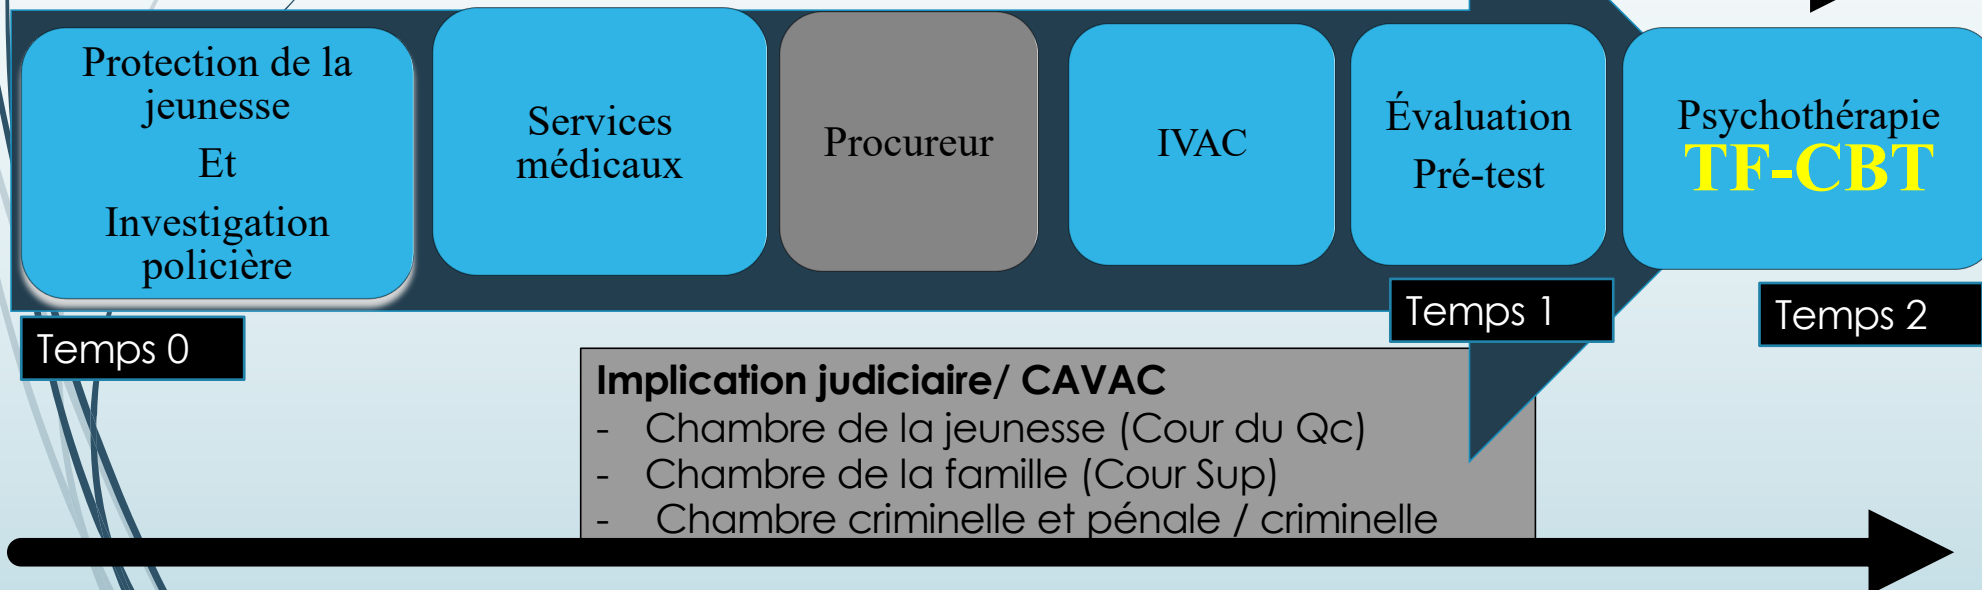 Protection de la
jeunesse
Et
Investigation
policière
Services
médicaux
Procureur
IVAC
Évaluation
Pré-test
Psychothérapie
TF-CBT
Temps 0
Temps 1
Temps 2
Implication judiciaire/ CAVAC
- Chambre de la jeunesse (Cour du Qc)
- Chambre de la famille (Cour Sup)
- Chambre criminelle et pénale / criminelle